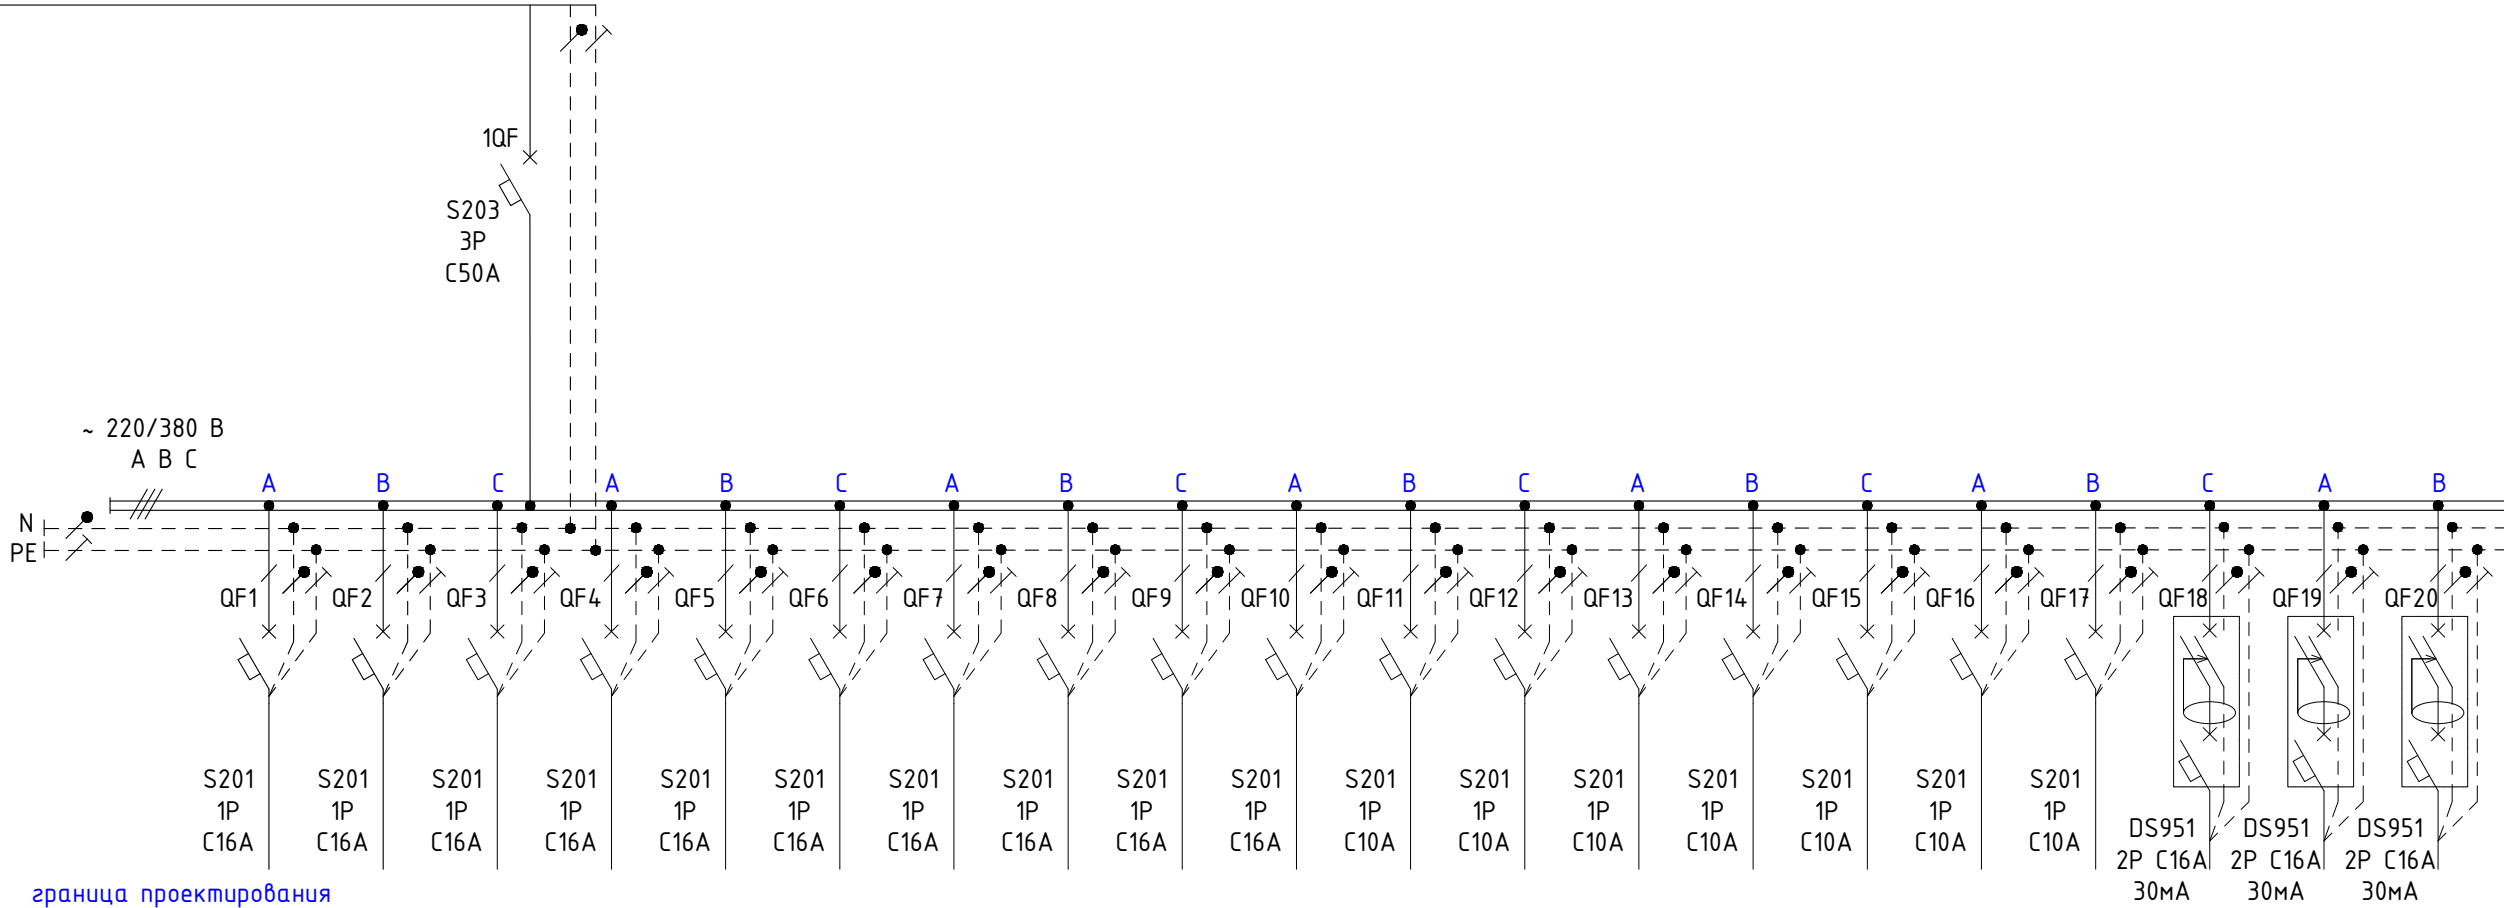 1QF
S203
3P
C50A
~ 220/380 В
A B C
A B C A B C A B C A B C A B C A B C A B
N
PE
QF1 QF2 QF3 QF4 QF5 QF6 QF7 QF8 QF9 QF10 QF11 QF12 QF13 QF14 QF15 QF16 QF17 QF18 QF19 QF20
S201 S201 S201 S201 S201 S201 S201 S201 S201 S201 S201 S201 S201 S201 S201 S201 S201
1P 1P 1P 1P 1P 1P 1P 1P 1P 1P 1P 1P 1P 1P 1P 1P 1P
C16A C16A C16A C16A C16A C16A C16A C16A C16A C16A C10A C10A C10A C10A C10A C10A C10A
DS951 DS951 DS951
2P C16A 2P C16A 2P C16A
30мА 30мА 30мА
граница проектирования